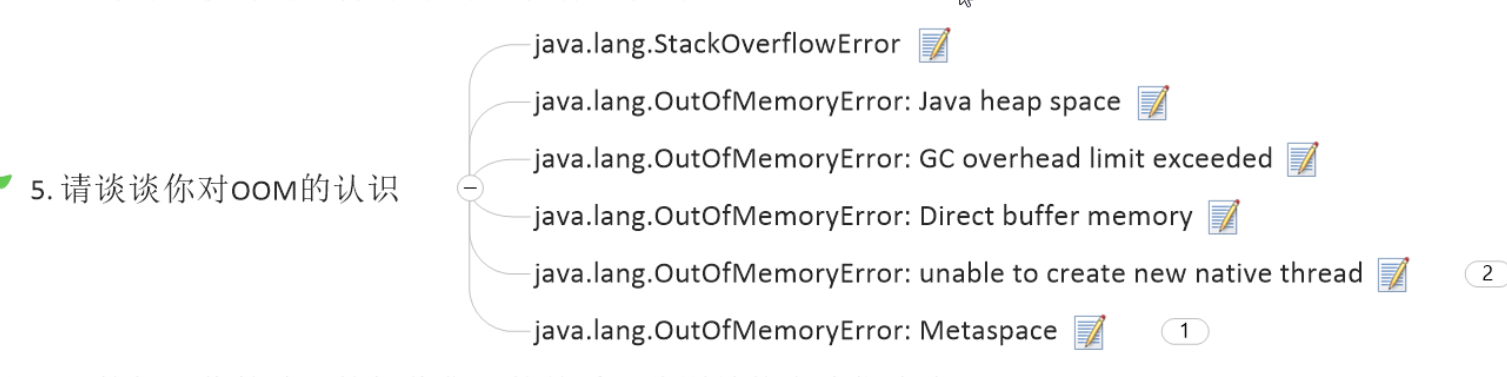 java.lang.StackOverflowError
java.lang.OutOfMemoryError: Java heap space
java.lang.OutOfMemoryError: GC overhead limit exceeded
5. 请谈谈你对OOM的认识
java.lang.OutOfMemoryError: Direct buffer memory
java.lang.OutOfMemoryError: unable to create new native thread 2
java.lang.OutOfMemoryError: Metaspace 1